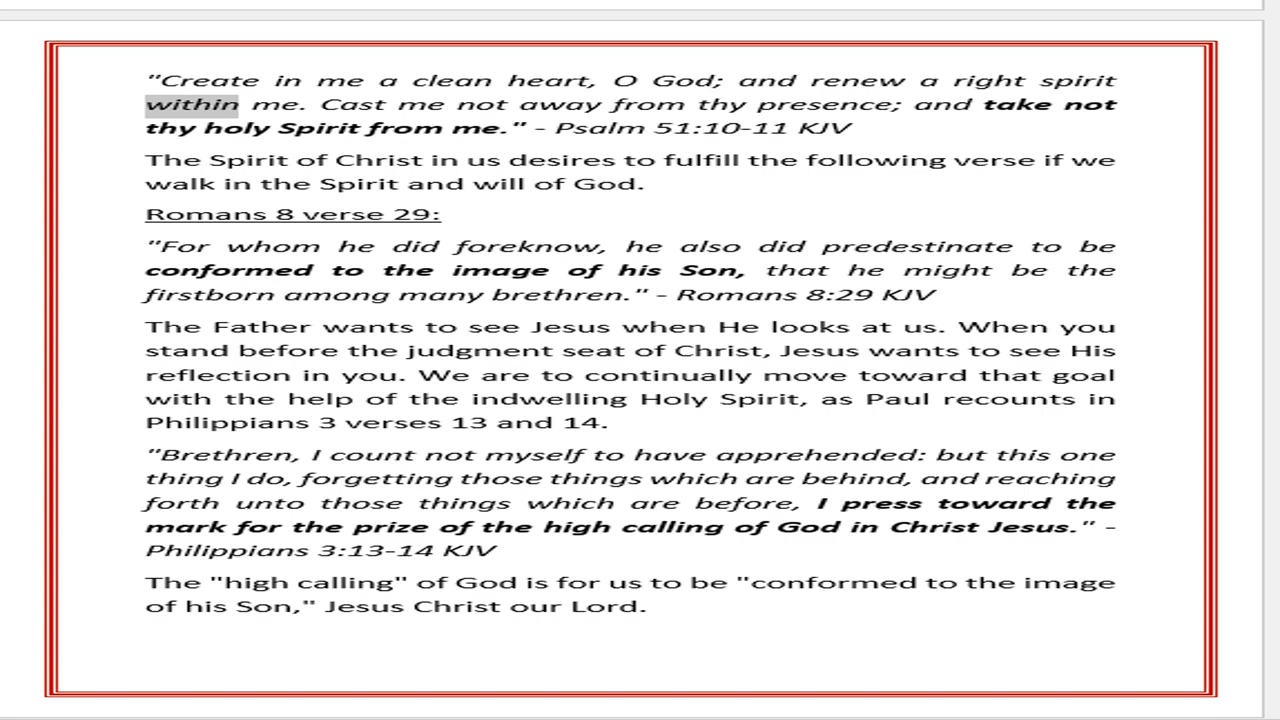 "Create in me a clean heart, O God; and renew a right spirit
within me. Cast me not away from thy presence; and take not
thy holy Spirit from me." - Psalm 51:10-11 KJV
The Spirit of Christ in us desires to fulfill the following verse if we
walk in the Spirit and will of God.
Romans 8 verse 29:
"For whom he did foreknow, he also did predestinate to be
conformed to the image of his Son, that he might be the
firstborn among many brethren." - Romans 8:29 KJV
The Father wants to see Jesus when He looks at us. When you
stand before the judgment seat of Christ, Jesus wants to see His
reflection in you. We are to continually move toward that goal
with the help of the indwelling Holy Spirit, as Paul recounts in
Philippians 3 verses 13 and 14.
"Brethren, I count not myself to have apprehended: but this one
thing I do, forgetting those things which are behind, and reaching
forth unto those things which are before, I press toward the
mark for the prize of the high calling of God in Christ Jesus." -
Philippians 3:13-14 KJV
The "high calling" of God is for us to be "conformed to the image
of his Son," Jesus Christ our Lord.